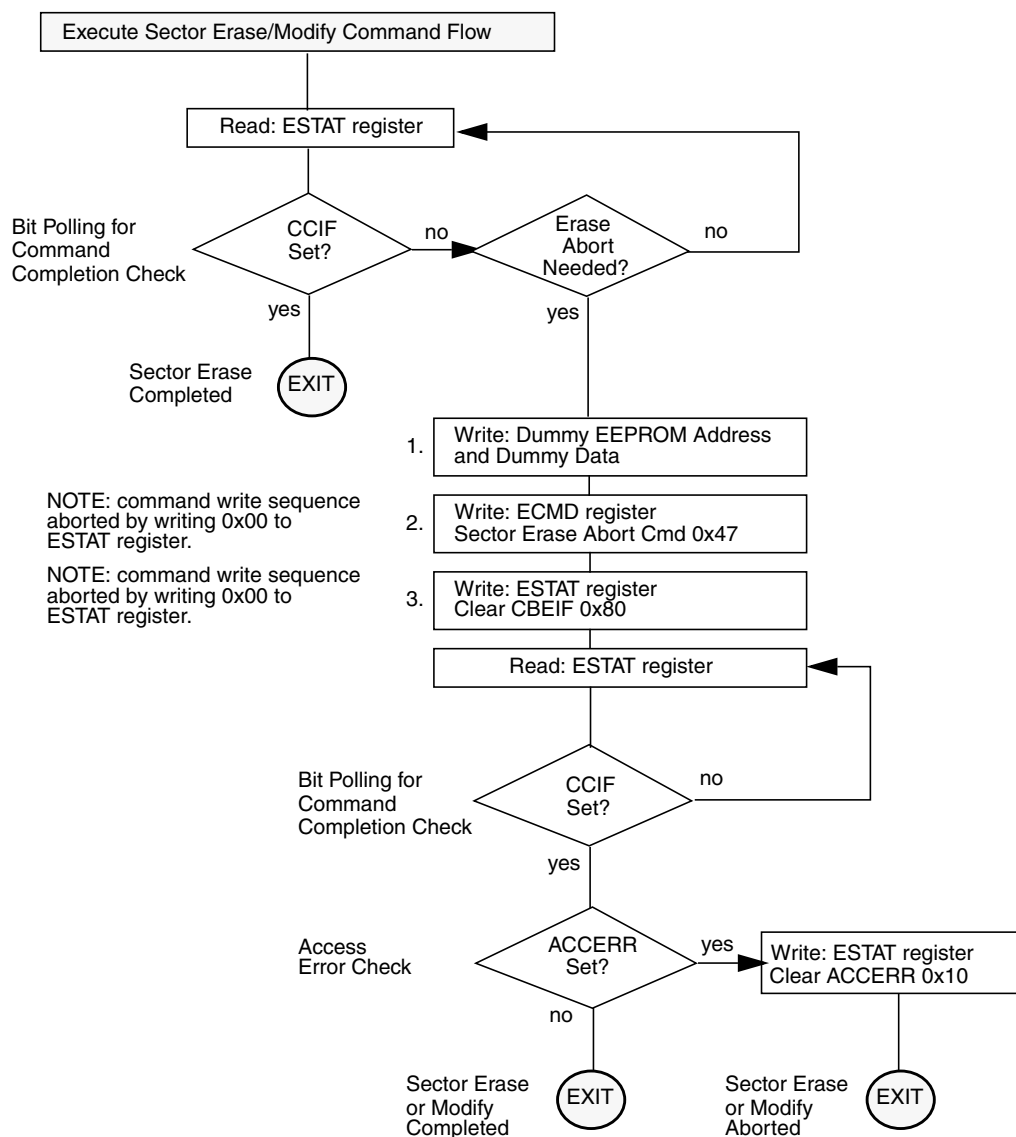 Execute Sector Erase/Modify Command Flow
Read: ESTAT register
Bit Polling for
Command
Completion Check
CCIF
Set?
no
Erase
Abort
Needed?
no
yes
yes
Sector Erase
Completed
EXIT
1.
Write: Dummy EEPROM Address
and Dummy Data
NOTE: command write sequence
aborted by writing 0x00 to
ESTAT register.
2.
Write: ECMD register
Sector Erase Abort Cmd 0x47
NOTE: command write sequence
aborted by writing 0x00 to
ESTAT register.
3.
Write: ESTAT register
Clear CBEIF 0x80
Read: ESTAT register
Bit Polling for
Command
Completion Check
CCIF
Set?
no
yes
Access
Error Check
ACCERR
Set?
yes
Write: ESTAT register
Clear ACCERR 0x10
no
Sector Erase
or Modify
Completed
EXIT
Sector Erase
or Modify
Aborted
EXIT